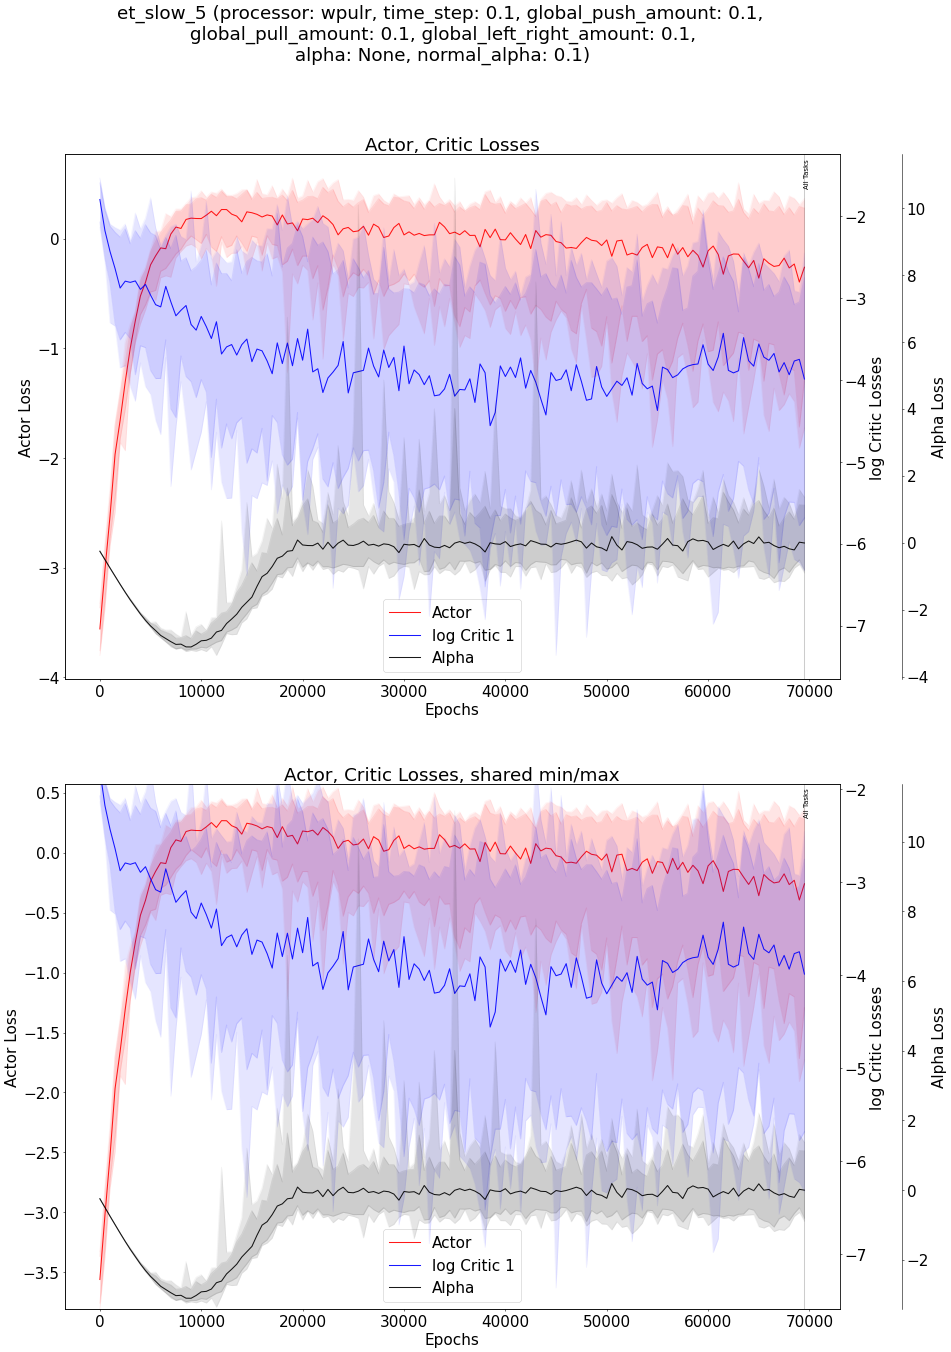 et_slow_5 (processor: wpulr, time_step: 0.1, global_push_amount: 0.1,
global_pull_amount: 0.1, global_left_right_amount: 0.1,
alpha: None, normal_alpha: 0.1)
Actor, Critic Losses
All Tasks
Actor Loss
0
−1
−2
−3
−4
log Critic Losses
−2
−3
−4
−5
−6
−7
Alpha Loss
10
8
6
4
2
0
−2
−4
Actor
log Critic 1
Alpha
0 10000 20000 30000 40000 50000 60000 70000
Epochs
Actor, Critic Losses, shared min/max
All Tasks
Actor Loss
0.5
0.0
−0.5
−1.0
−1.5
−2.0
−2.5
−3.0
−3.5
log Critic Losses
−2
−3
−4
−5
−6
−7
Alpha Loss
10
8
6
4
2
0
−2
Actor
log Critic 1
Alpha
0 10000 20000 30000 40000 50000 60000 70000
Epochs